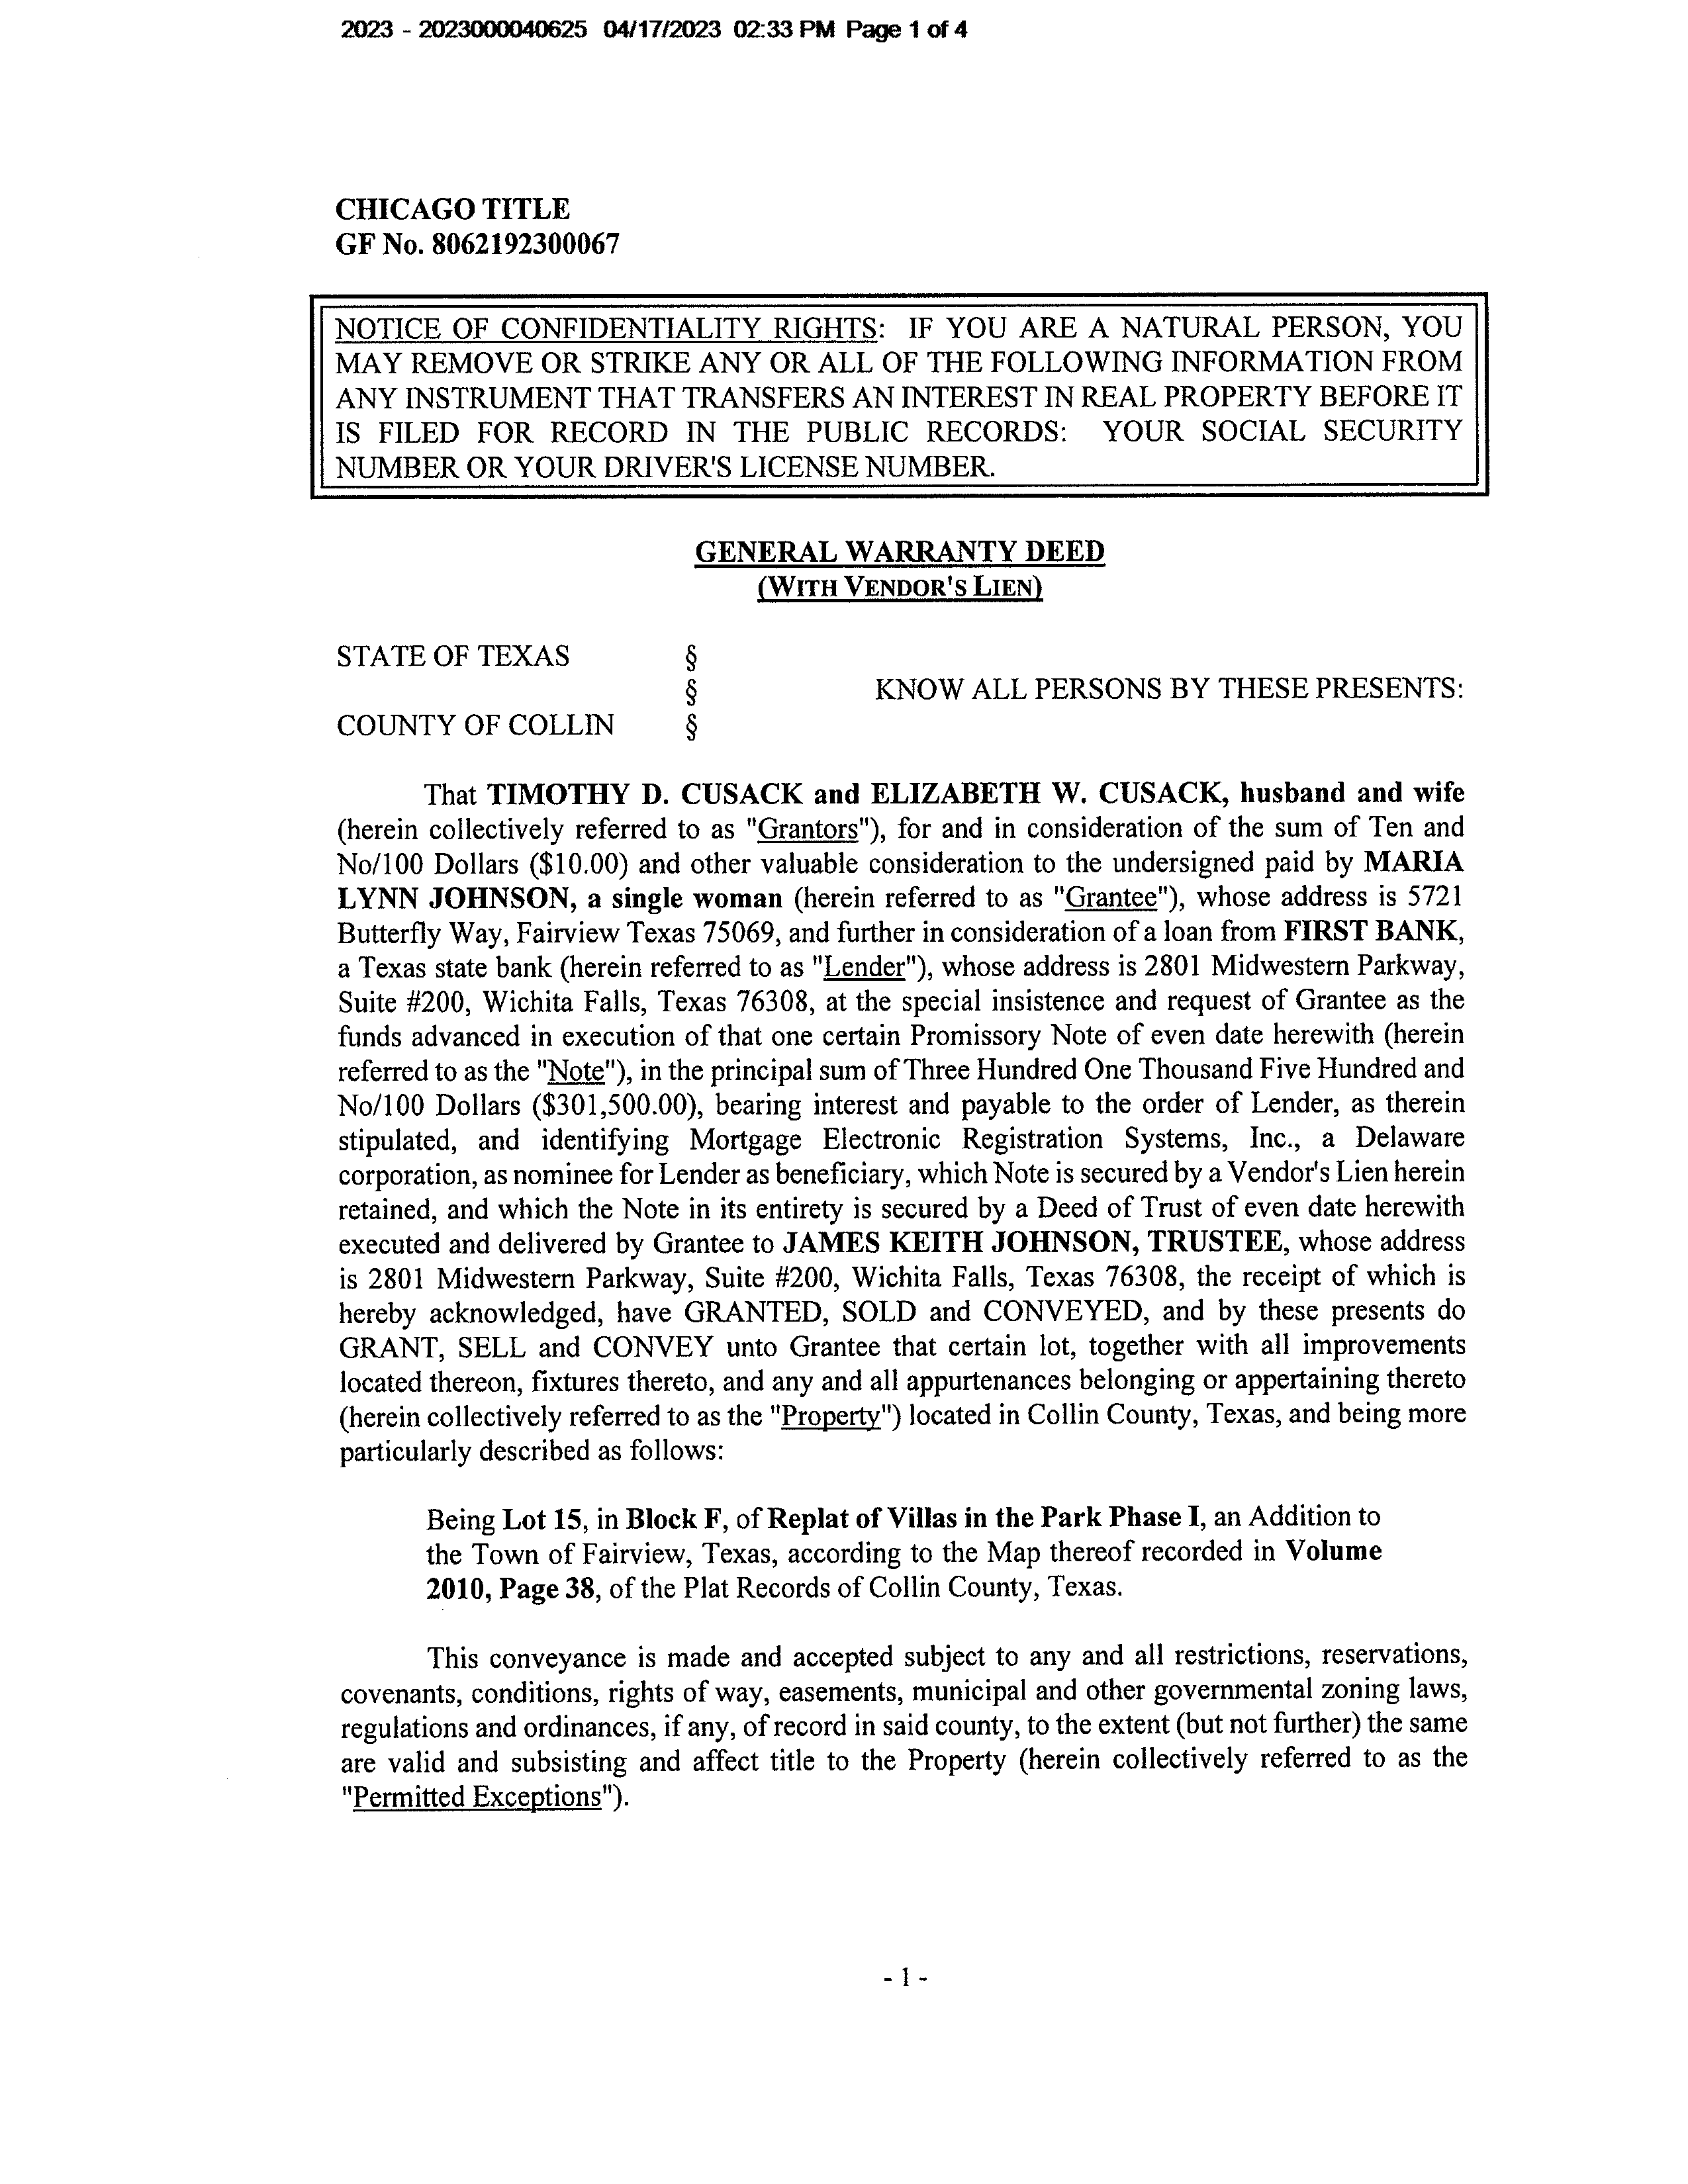 2023 - 2023000040625 04/17/2023 02:33 PM Page 1 of 4
CHICAGO TITLE
GF No. 8062192300067
NOTICE OF CONFIDENTIALITY RIGHTS: IF YOU ARE A NATURAL PERSON, YOU
MAY REMOVE OR STRIKE ANY OR ALL OF THE FOLLOWING INFORMATION FROM
ANY INSTRUMENT THAT TRANSFERS AN INTEREST IN REAL PROPERTY BEFORE IT
IS FILED FOR RECORD IN THE PUBLIC RECORDS: YOUR SOCIAL SECURITY
NUMBER OR YOUR DRIVER'S LICENSE NUMBER.
GENERAL WARRANTY DEED
(WITH VENDOR'S LIEN)
STATE OF TEXAS §
§ KNOW ALL PERSONS BY THESE PRESENTS:
COUNTY OF COLLIN §
That TIMOTHY D. CUSACK and ELIZABETH W. CUSACK, husband and wife
(herein collectively referred to as "Grantors"), for and in consideration of the sum of Ten and
No/100 Dollars ($10.00) and other valuable consideration to the undersigned paid by MARIA
LYNN JOHNSON, a single woman (herein referred to as "Grantee"), whose address is 5721
Butterfly Way, Fairview Texas 75069, and further in consideration of a loan from FIRST BANK,
a Texas state bank (herein referred to as "Lender"), whose address is 2801 Midwestern Parkway,
Suite #200, Wichita Falls, Texas 76308, at the special insistence and request of Grantee as the
funds advanced in execution of that one certain Promissory Note of even date herewith (herein
referred to as the "Note"), in the principal sum of Three Hundred One Thousand Five Hundred and
No/100 Dollars ($301,500.00), bearing interest and payable to the order of Lender, as therein
stipulated, and identifying Mortgage Electronic Registration Systems, Inc., a Delaware
corporation, as nominee for Lender as beneficiary, which Note is secured by a Vendor's Lien herein
retained, and which the Note in its entirety is secured by a Deed of Trust of even date herewith
executed and delivered by Grantee to JAMES KEITH JOHNSON, TRUSTEE, whose address
is 2801 Midwestern Parkway, Suite #200, Wichita Falls, Texas 76308, the receipt of which is
hereby acknowledged, have GRANTED, SOLD and CONVEYED, and by these presents do
GRANT, SELL and CONVEY unto Grantee that certain lot, together with all improvements
located thereon, fixtures thereto, and any and all appurtenances belonging or appertaining thereto
(herein collectively referred to as the "Property") located in Collin County, Texas, and being more
particularly described as follows:
Being Lot 15, in Block F, of Replat of Villas in the Park Phase I, an Addition to
the Town of Fairview, Texas, according to the Map thereof recorded in Volume
2010, Page 38, of the Plat Records of Collin County, Texas.
This conveyance is made and accepted subject to any and all restrictions, reservations,
covenants, conditions, rights of way, easements, municipal and other governmental zoning laws,
regulations and ordinances, if any, of record in said county, to the extent (but not further) the same
are valid and subsisting and affect title to the Property (herein collectively referred to as the
"Permitted Exceptions").
- 1 -